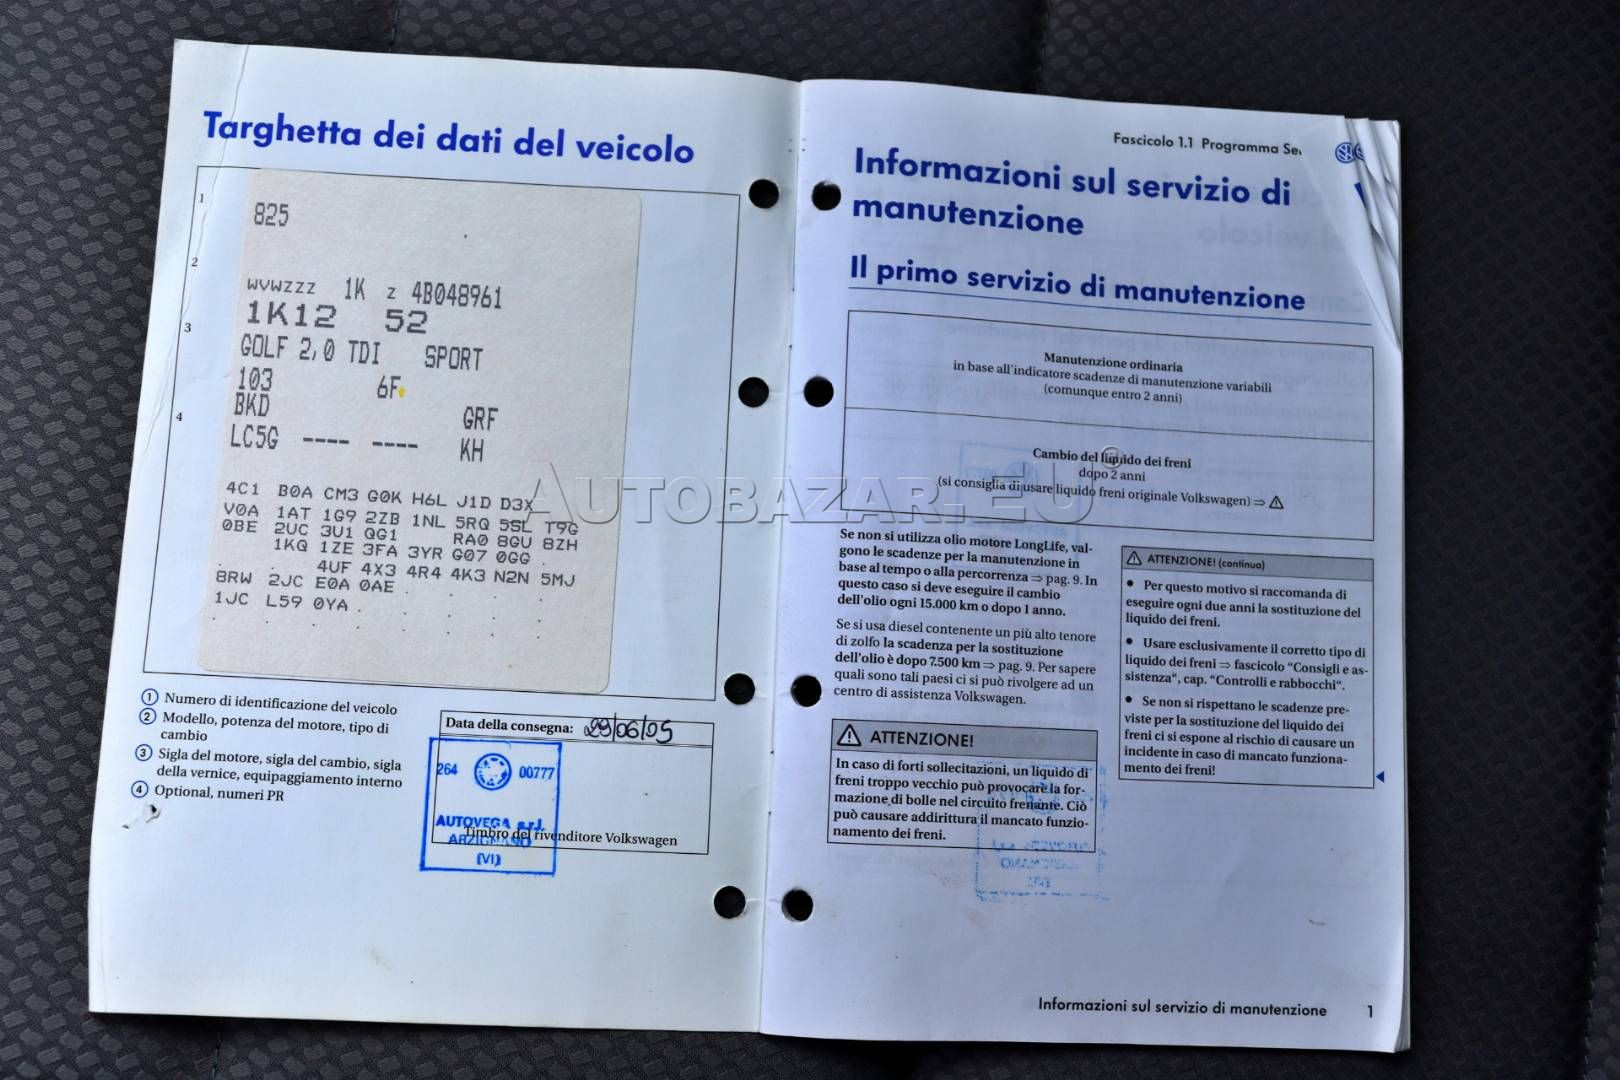 Targhetta dei dati del veicolo
1
825
2
WVWZZZ 1K Z 4B048961
1K12 52
3
GOLF 2,0 TDI SPORT
103 6F
BKD GRF
4
LC5G ---- ---- KH
4C1 B0A CM3 G0K H6L J1D D3X
V0A 1AT 1G9 2ZB 1NL 5RQ 5SL T9G
0BE 2UC 3U1 QG1 RA0 8GU 8ZH
1KQ 1ZE 3FA 3YR G07 0GG .
. . 4UF 4X3 4R4 4K3 N2N 5MJ
8RW 2JC E0A 0AE . . . .
1JC L59 0YA . . . . .
. . . . . . . .
1 Numero di identificazione del veicolo
2 Modello, potenza del motore, tipo di
cambio
3 Sigla del motore, sigla del cambio, sigla
della vernice, equipaggiamento interno
4 Optional, numeri PR
Data della consegna: 29/06/05
264 00777
AUTOVEGA s.r.l.
ARZIGNANO
(VI)
Timbro del rivenditore Volkswagen
Fascicolo 1.1 Programma Se
Informazioni sul servizio di
manutenzione
Il primo servizio di manutenzione
Manutenzione ordinaria
in base all'indicatore scadenze di manutenzione variabili
(comunque entro 2 anni)
Cambio del liquido dei freni
dopo 2 anni
(si consiglia di usare liquido freni originale Volkswagen) ⇒ ⚠
AUTOBAZAR.EU®
Se non si utilizza olio motore LongLife, val-
gono le scadenze per la manutenzione in
base al tempo o alla percorrenza ⇒ pag. 9. In
questo caso si deve eseguire il cambio
dell'olio ogni 15.000 km o dopo 1 anno.
Se si usa diesel contenente un più alto tenore
di zolfo la scadenza per la sostituzione
dell'olio è dopo 7.500 km ⇒ pag. 9. Per sapere
quali sono tali paesi ci si può rivolgere ad un
centro di assistenza Volkswagen.
⚠ ATTENZIONE!
In caso di forti sollecitazioni, un liquido di
freni troppo vecchio può provocare la for-
mazione di bolle nel circuito frenante. Ciò
può causare addirittura il mancato funzio-
namento dei freni.
⚠ ATTENZIONE! (continua)
• Per questo motivo si raccomanda di
eseguire ogni due anni la sostituzione del
liquido dei freni.
• Usare esclusivamente il corretto tipo di
liquido dei freni ⇒ fascicolo "Consigli e as-
sistenza", cap. "Controlli e rabbocchi".
• Se non si rispettano le scadenze pre-
viste per la sostituzione del liquido dei
freni ci si espone al rischio di causare un
incidente in caso di mancato funziona-
mento dei freni!
Informazioni sul servizio di manutenzione 1